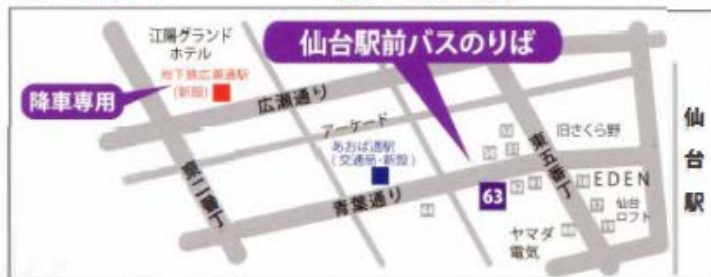 江陽グランド
ホテル
地下鉄広瀬通駅
(新設)
降車専用
仙台駅前バスのりば
広瀬通り
アーケード
あおば通駅
(交通局・新設)
旧さくら野
東五番丁
東二番丁
青葉通り
63
EDEN
仙台
ロフト
ヤマダ
電気
仙台駅